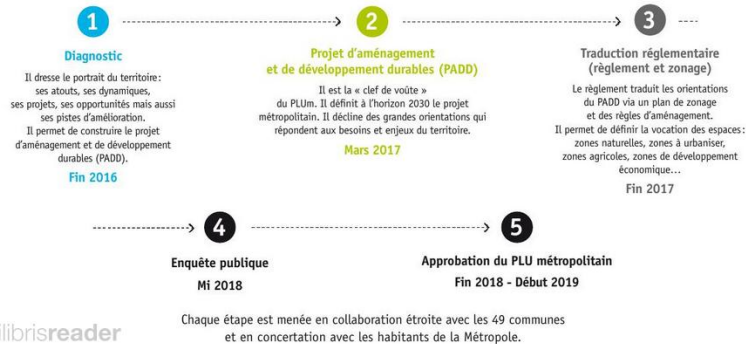 1
Diagnostic
Il dresse le portrait du territoire :
ses atouts, ses dynamiques,
ses projets, ses opportunités mais aussi
ses pistes d'amélioration.
Il permet de construire le projet
d'aménagement et de développement
durables (PADD).
Fin 2016
2
Projet d'aménagement
et de développement durables (PADD)
Il est la « clef de voûte »
du PLUm. Il définit à l'horizon 2030 le projet
métropolitain. Il décline des grandes orientations qui
répondent aux besoins et enjeux du territoire.
Mars 2017
3
Traduction réglementaire
(règlement et zonage)
Le règlement traduit les orientations
du PADD via un plan de zonage
et des règles d'aménagement.
Il permet de définir la vocation des espaces :
zones naturelles, zones à urbaniser,
zones agricoles, zones de développement
économique...
Fin 2017
4
Enquête publique
Mi 2018
5
Approbation du PLU métropolitain
Fin 2018 - Début 2019
Chaque étape est menée en collaboration étroite avec les 49 communes
et en concertation avec les habitants de la Métropole.
ilibrisreader